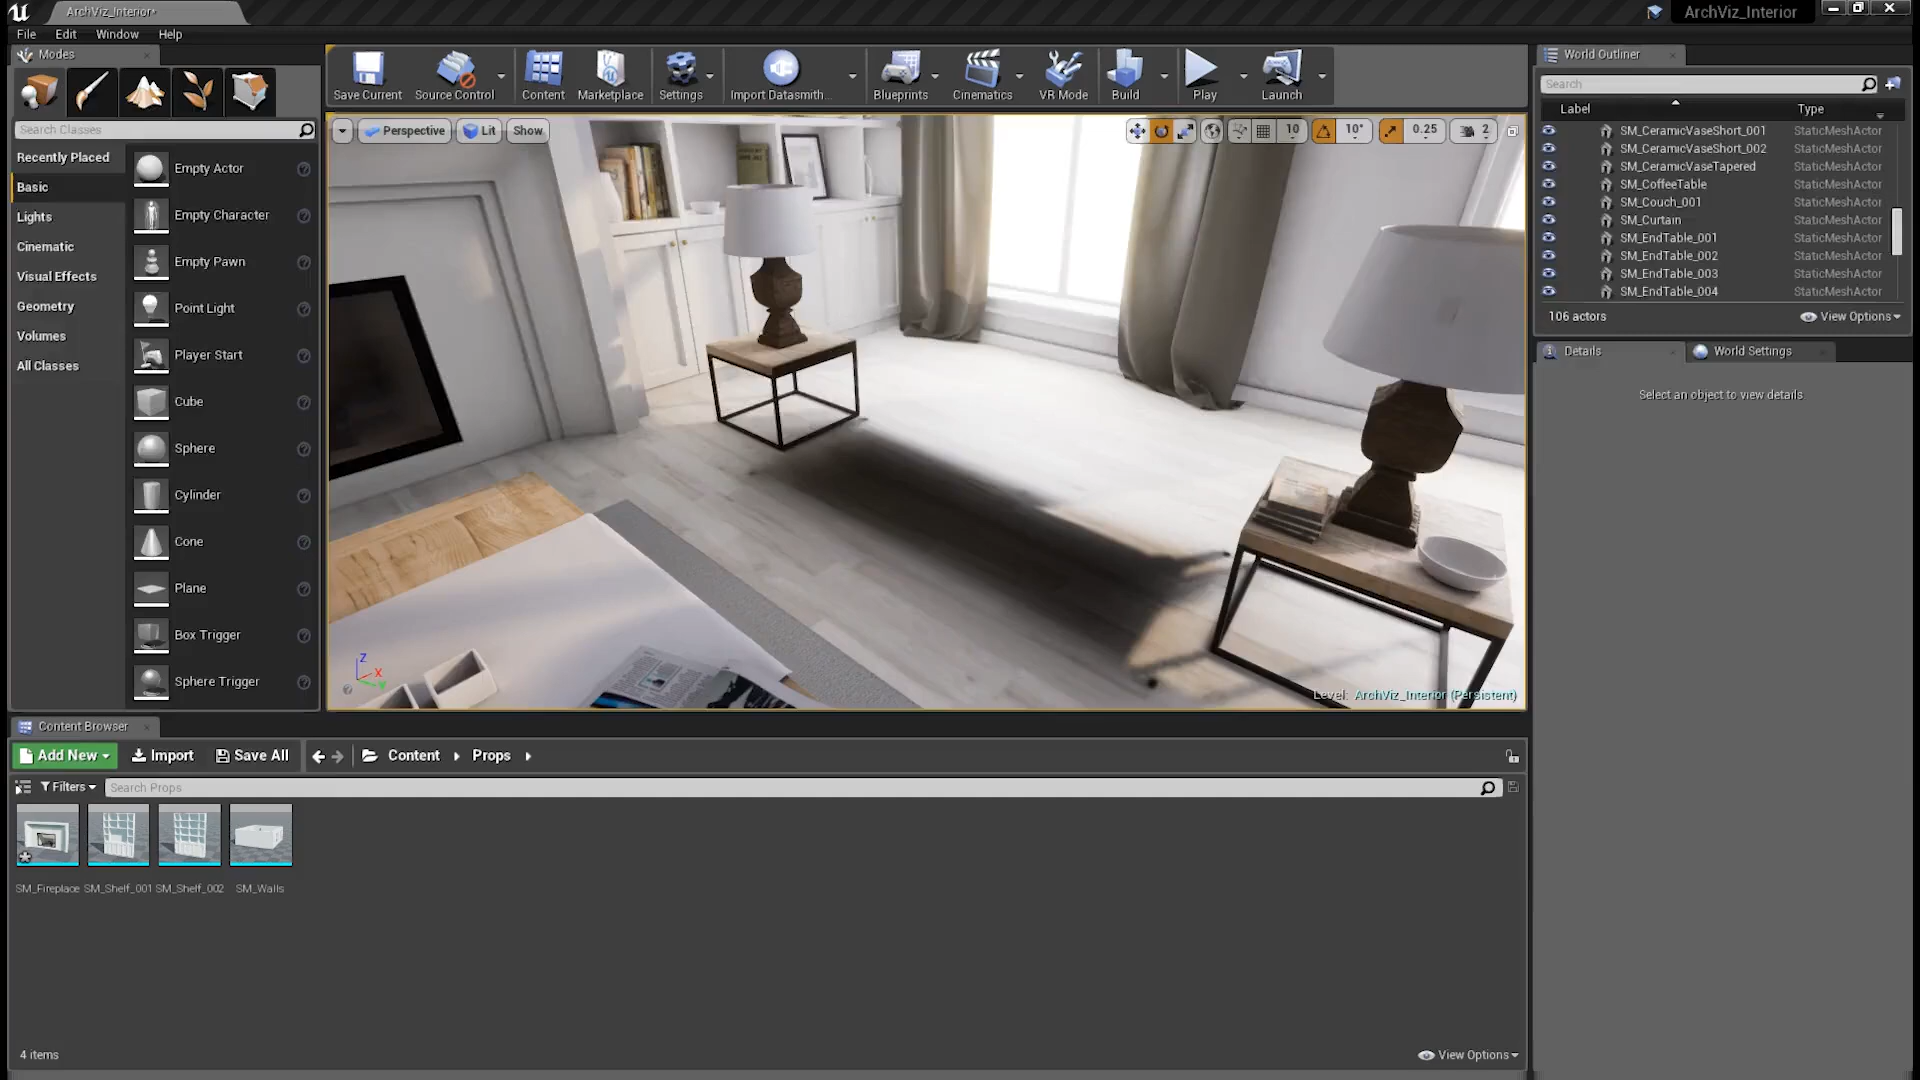 ArchViz_Interior*
ArchViz_Interior
File Edit Window Help
Modes
Search Classes
Recently Placed
Basic
Lights
Cinematic
Visual Effects
Geometry
Volumes
All Classes
Empty Actor
Empty Character
Empty Pawn
Point Light
Player Start
Cube
Sphere
Cylinder
Cone
Plane
Box Trigger
Sphere Trigger
Save Current Source Control Content Marketplace Settings Import Datasmith... Blueprints Cinematics VR Mode Build Play Launch
Perspective Lit Show 10 10° 0.25 2
Z
X
Y
Level: ArchViz_Interior (Persistent)
World Outliner
Search
Label Type
SM_CeramicVaseShort_001 StaticMeshActor
SM_CeramicVaseShort_002 StaticMeshActor
SM_CeramicVaseTapered StaticMeshActor
SM_CoffeeTable StaticMeshActor
SM_Couch_001 StaticMeshActor
SM_Curtain StaticMeshActor
SM_EndTable_001 StaticMeshActor
SM_EndTable_002 StaticMeshActor
SM_EndTable_003 StaticMeshActor
SM_EndTable_004 StaticMeshActor
106 actors View Options
Details World Settings
Select an object to view details
Content Browser
Add New Import Save All Content Props
Filters Search Props
SM_Fireplace SM_Shelf_001 SM_Shelf_002 SM_Walls
4 items View Options